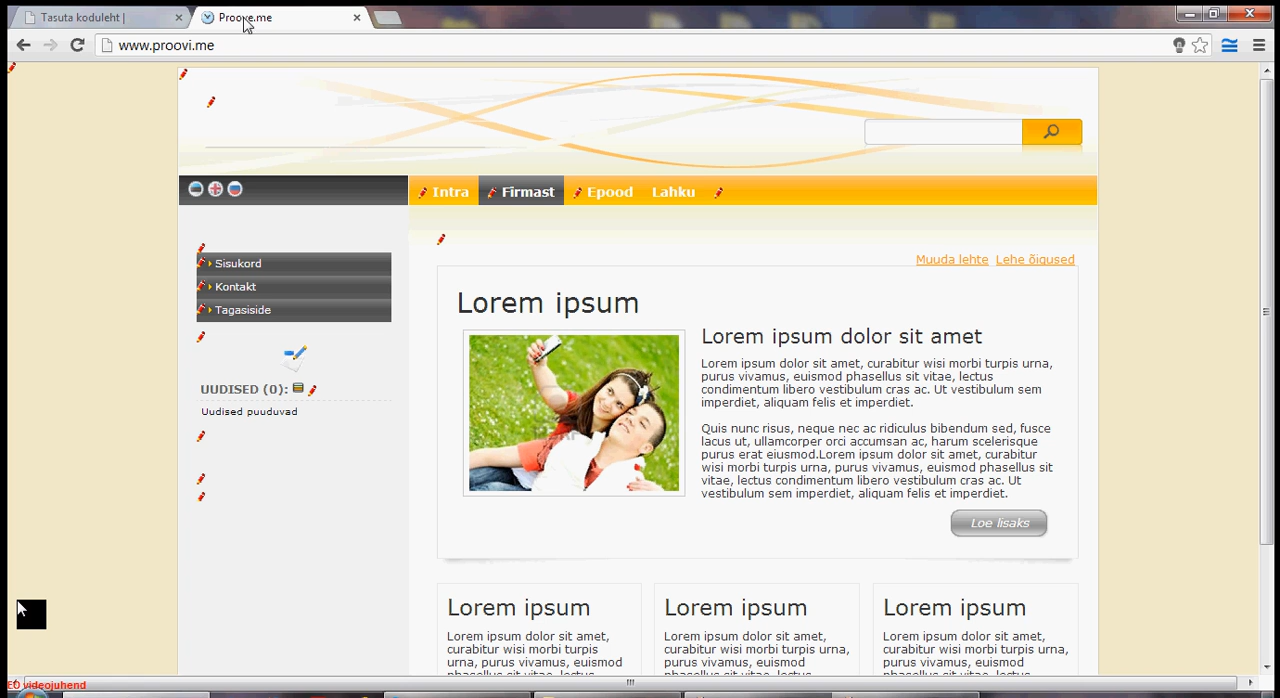 Tasuta koduleht |
Proove.me
www.proovi.me
Intra
Firmast
Epood
Lahku
Sisukord
Kontakt
Tagasiside
UUDISED (0):
Uudised puuduvad
Muuda lehte Lehe õigused
Lorem ipsum
Lorem ipsum dolor sit amet
Lorem ipsum dolor sit amet, curabitur wisi morbi turpis urna,
purus vivamus, euismod phasellus sit vitae, lectus
condimentum libero vestibulum cras ac. Ut vestibulum sem
imperdiet, aliquam felis et imperdiet.
Quis nunc risus, neque nec ac ridiculus bibendum sed, fusce
lacus ut, ullamcorper orci accumsan ac, harum scelerisque
purus erat eiusmod.Lorem ipsum dolor sit amet, curabitur
wisi morbi turpis urna, purus vivamus, euismod phasellus sit
vitae, lectus condimentum libero vestibulum cras ac. Ut
vestibulum sem imperdiet, aliquam felis et imperdiet.
Loe lisaks
Lorem ipsum
Lorem ipsum dolor sit amet,
curabitur wisi morbi turpis
urna, purus vivamus, euismod
Lorem ipsum
Lorem ipsum dolor sit amet,
curabitur wisi morbi turpis
urna, purus vivamus, euismod
Lorem ipsum
Lorem ipsum dolor sit amet,
curabitur wisi morbi turpis
urna, purus vivamus, euismod
EO videojuhend